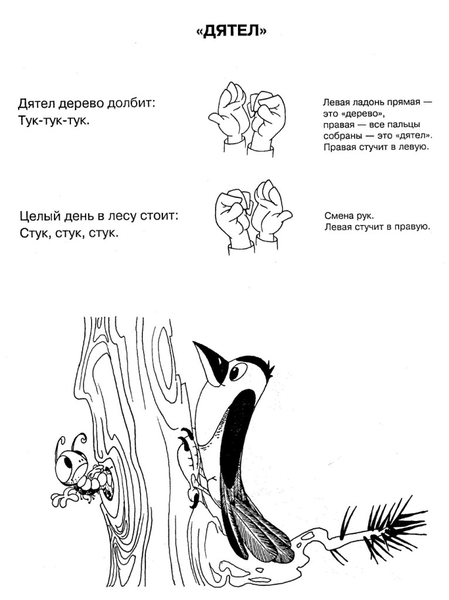 «ДЯТЕЛ»
Дятел дерево долбит:
Тук-тук-тук.
Левая ладонь прямая —
это «дерево»,
правая — все пальцы
собраны — это «дятел».
Правая стучит в левую.
Целый день в лесу стоит:
Стук, стук, стук.
Смена рук.
Левая стучит в правую.